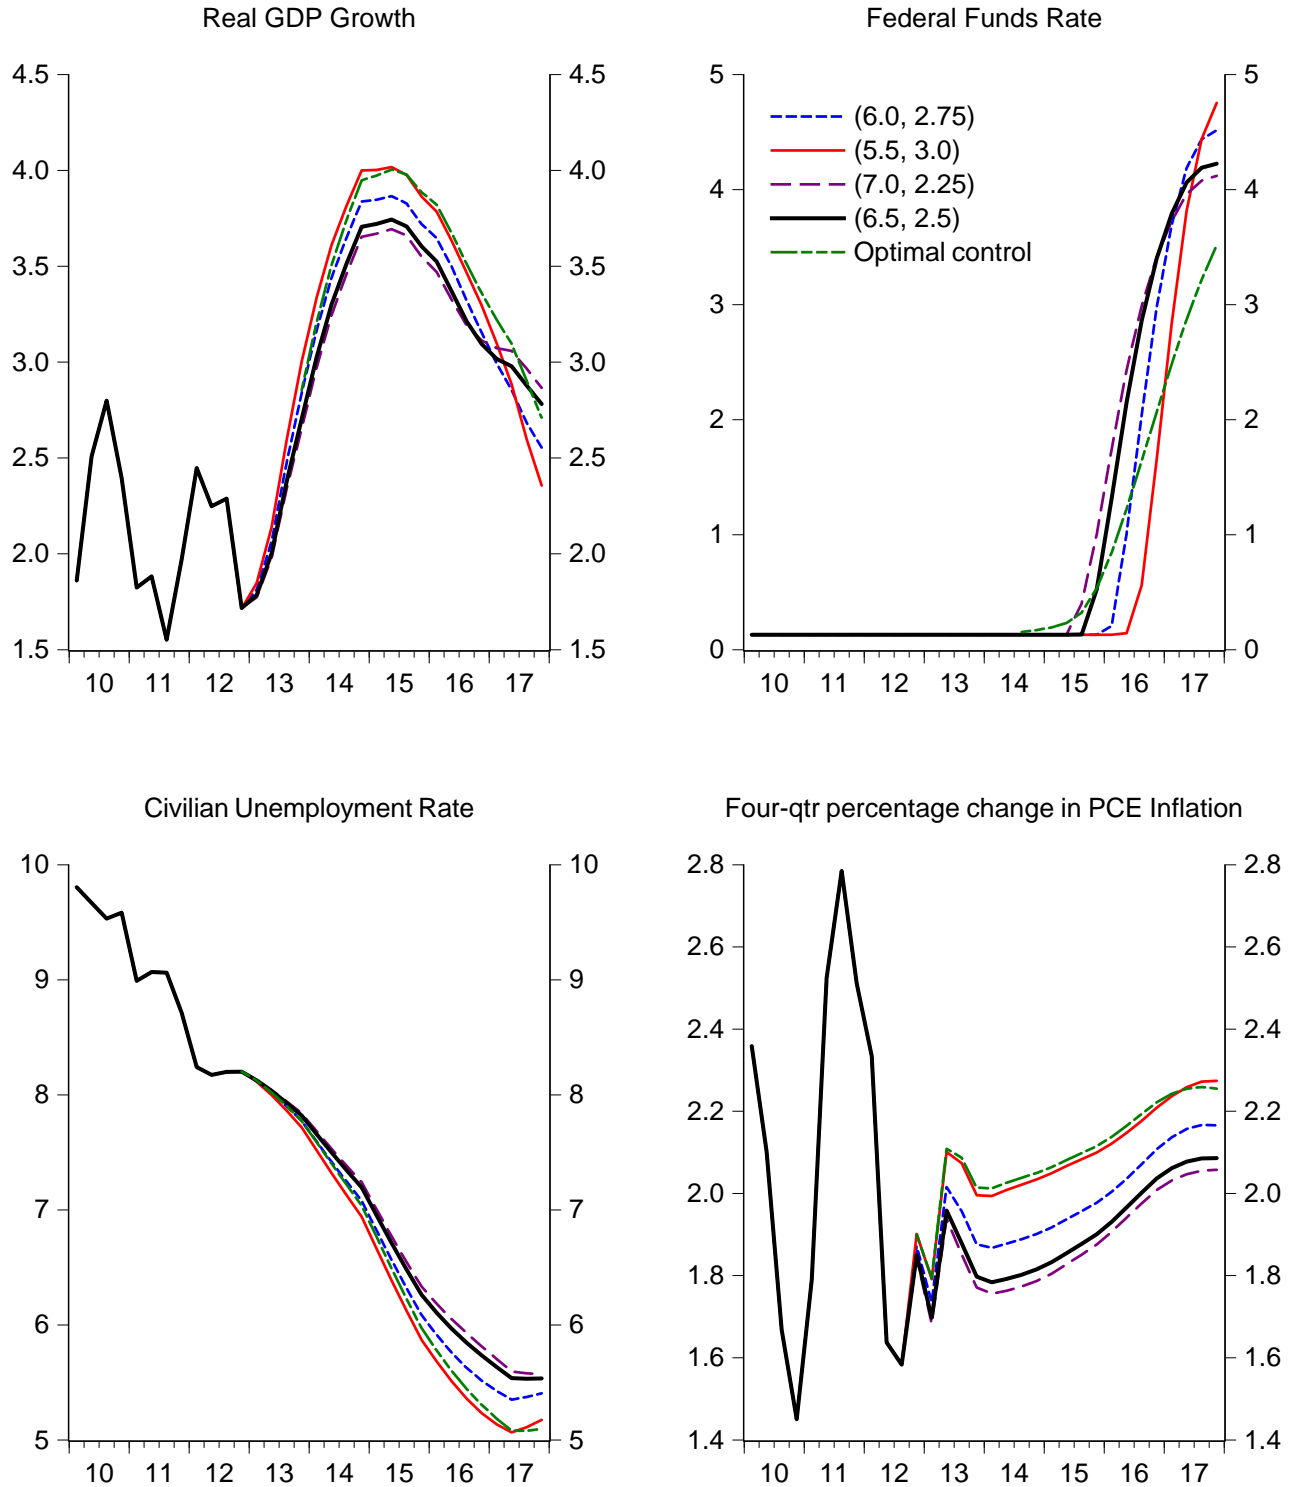 Real GDP Growth
4.5 4.5
4.0 4.0
3.5 3.5
3.0 3.0
2.5 2.5
2.0 2.0
1.5 1.5
10 11 12 13 14 15 16 17
Federal Funds Rate
5 5
(6.0, 2.75)
(5.5, 3.0)
4 (7.0, 2.25) 4
(6.5, 2.5)
Optimal control
3 3
2 2
1 1
0 0
10 11 12 13 14 15 16 17
Civilian Unemployment Rate
10 10
9 9
8 8
7 7
6 6
5 5
10 11 12 13 14 15 16 17
Four-qtr percentage change in PCE Inflation
2.8 2.8
2.6 2.6
2.4 2.4
2.2 2.2
2.0 2.0
1.8 1.8
1.6 1.6
1.4 1.4
10 11 12 13 14 15 16 17